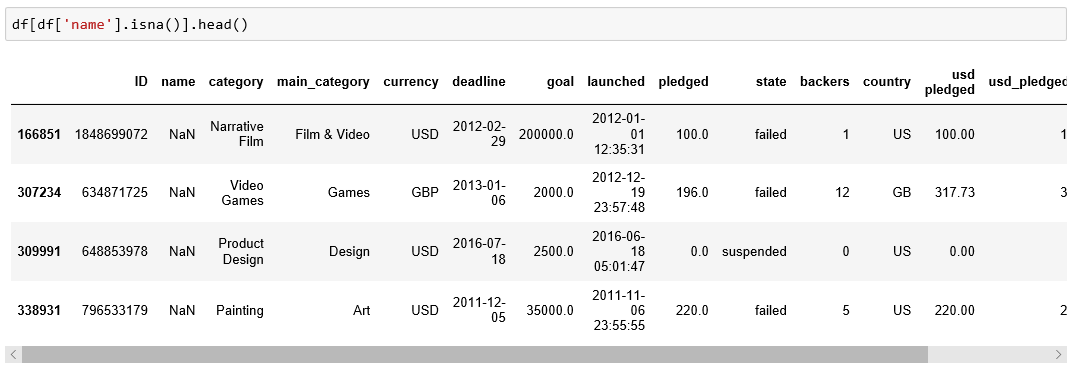 df[df['name'].isna()].head()
ID name category main_category currency deadline goal launched pledged state backers country usd pledged usd_pledged
166851 1848699072 NaN Narrative Film Film & Video USD 2012-02-29 200000.0 2012-01-01 12:35:31 100.0 failed 1 US 100.00 1
307234 634871725 NaN Video Games Games GBP 2013-01-06 2000.0 2012-12-19 23:57:48 196.0 failed 12 GB 317.73 3
309991 648853978 NaN Product Design Design USD 2016-07-18 2500.0 2016-06-18 05:01:47 0.0 suspended 0 US 0.00
338931 796533179 NaN Painting Art USD 2011-12-05 35000.0 2011-11-06 23:55:55 220.0 failed 5 US 220.00 2